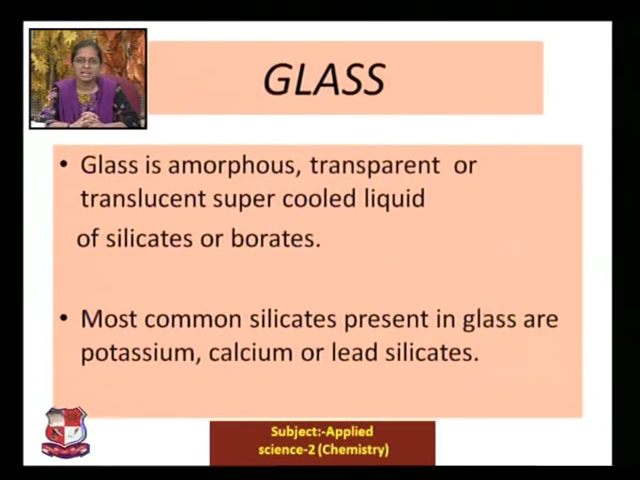 GLASS
• Glass is amorphous, transparent or
translucent super cooled liquid
of silicates or borates.
• Most common silicates present in glass are
potassium, calcium or lead silicates.
Subject:-Applied
science-2 (Chemistry)